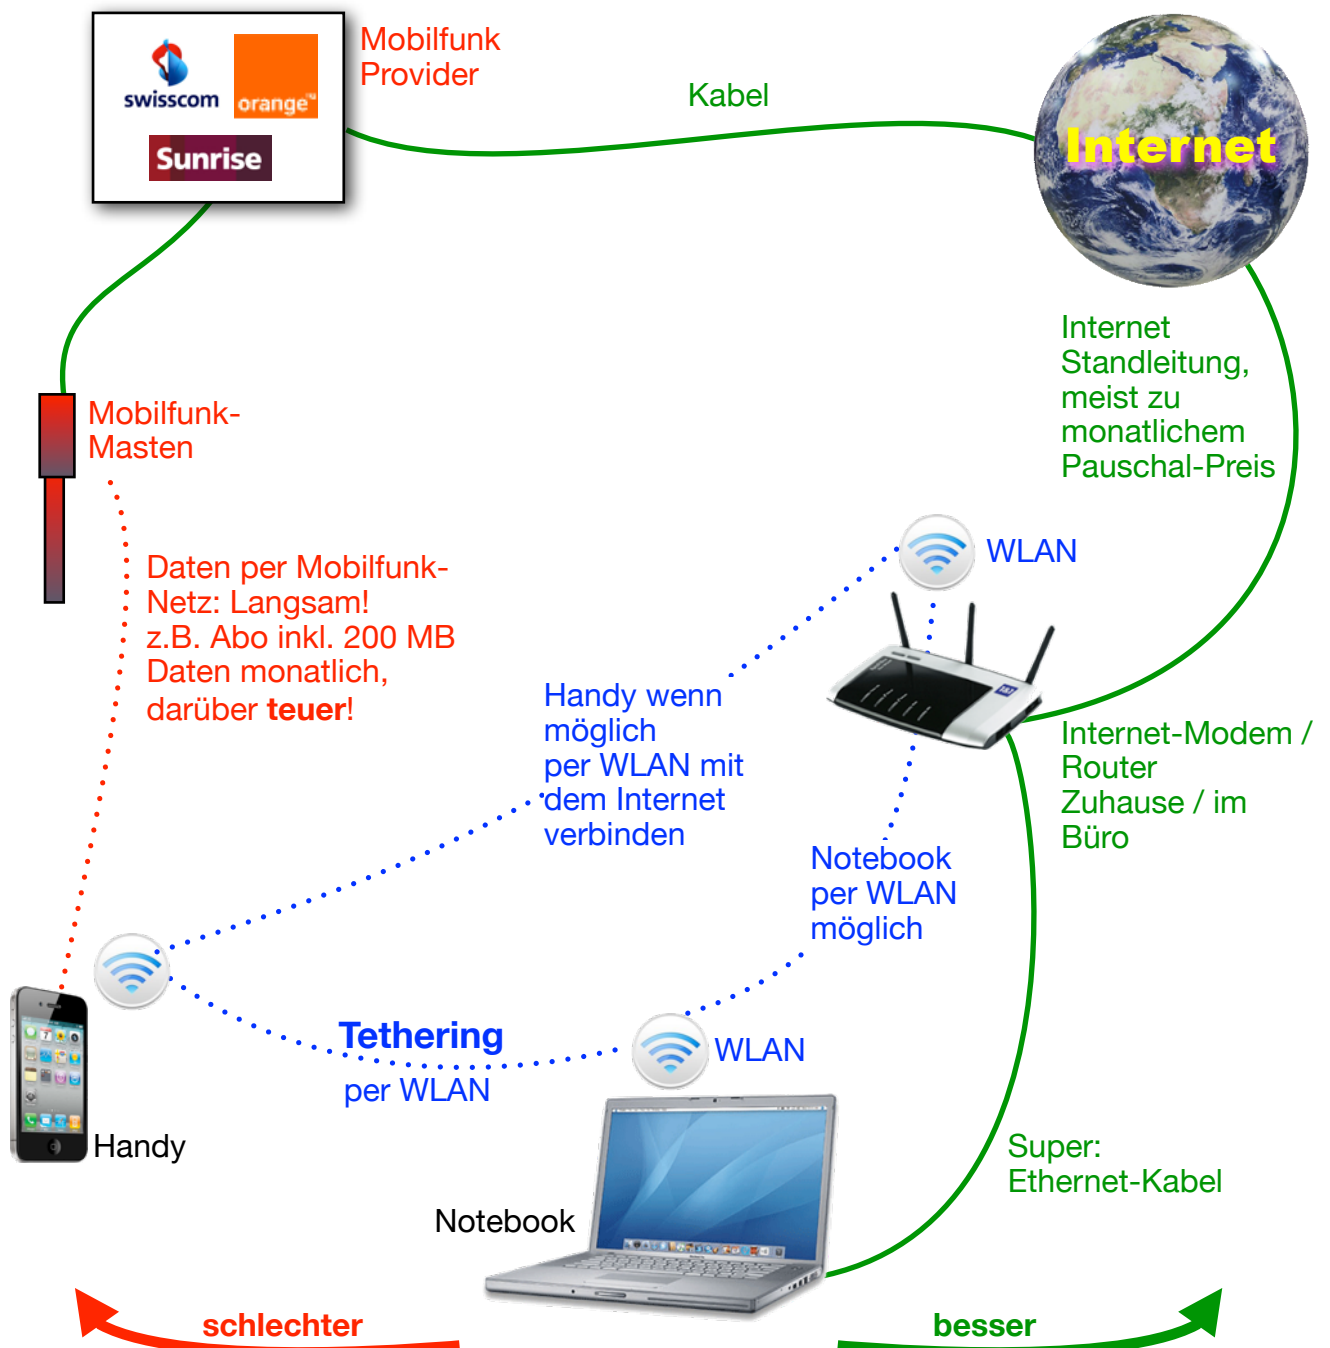 swisscom
orange™
Sunrise
Mobilfunk
Provider
Kabel
Internet
Internet
Standleitung,
meist zu
monatlichem
Pauschal-Preis
Mobilfunk-
Masten
WLAN
Daten per Mobilfunk-
Netz: Langsam!
z.B. Abo inkl. 200 MB
Daten monatlich,
darüber teuer!
Handy wenn
möglich
per WLAN mit
dem Internet
verbinden
Internet-Modem /
Router
Zuhause / im
Büro
Notebook
per WLAN
möglich
Tethering
per WLAN
WLAN
Handy
Super:
Ethernet-Kabel
Notebook
schlechter
besser